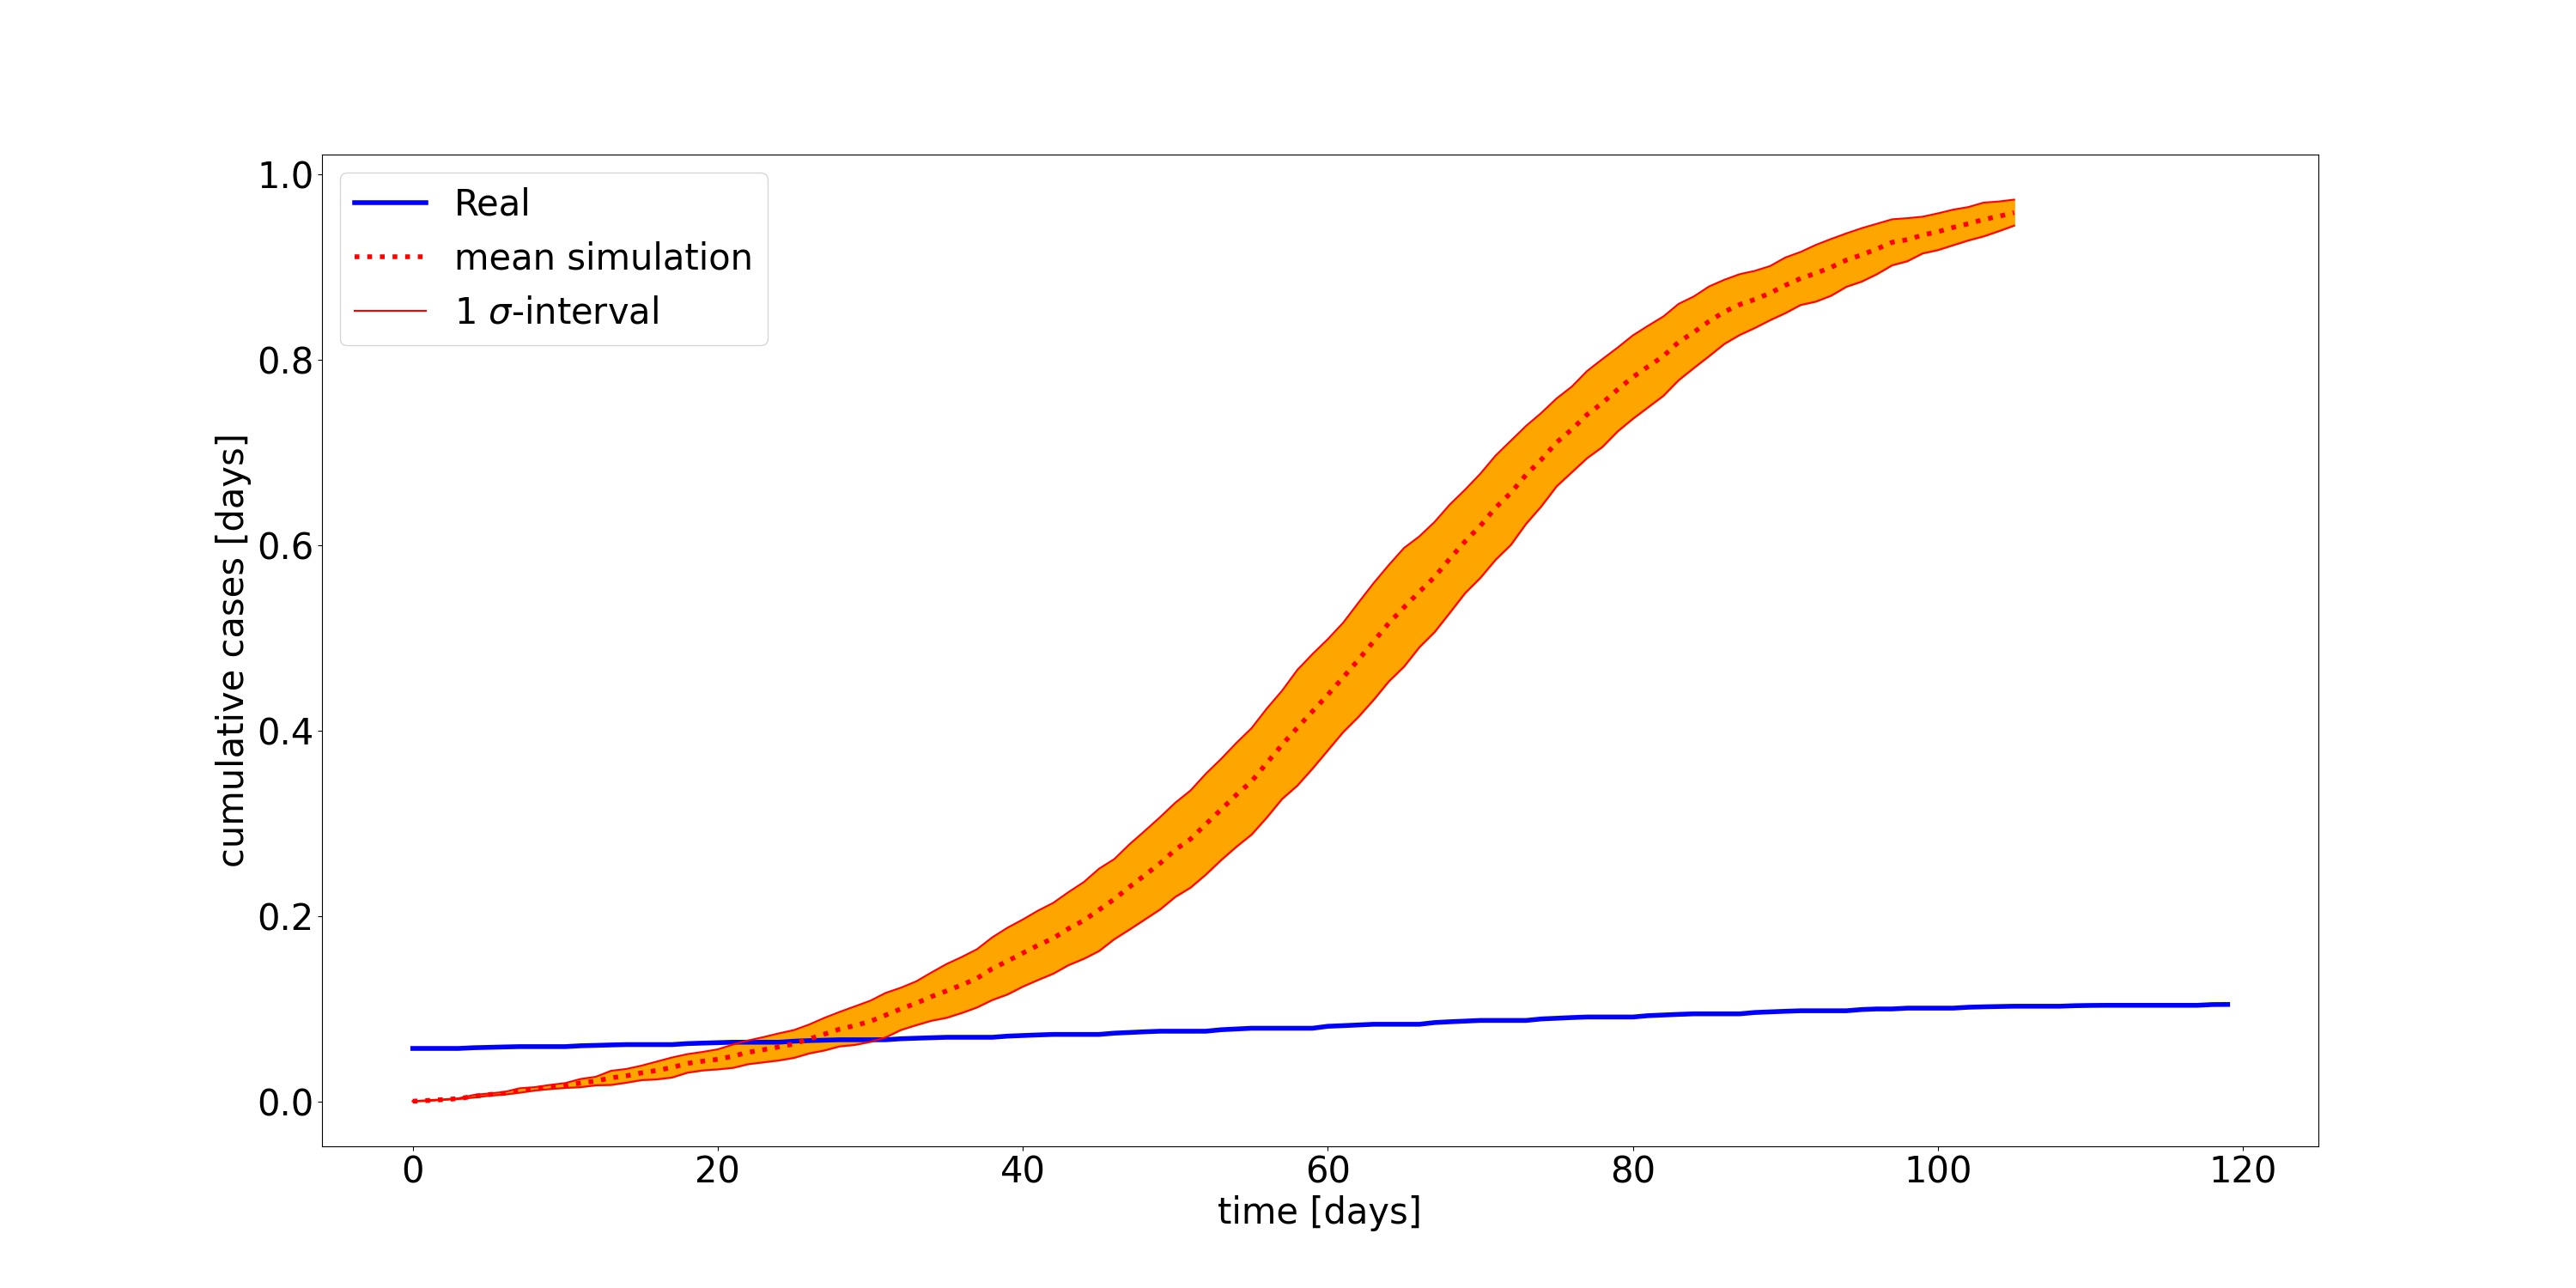 Real
mean simulation
1 σ-interval
1.0
0.8
0.6
0.4
0.2
0.0
cumulative cases [days]
0 20 40 60 80 100 120
time [days]